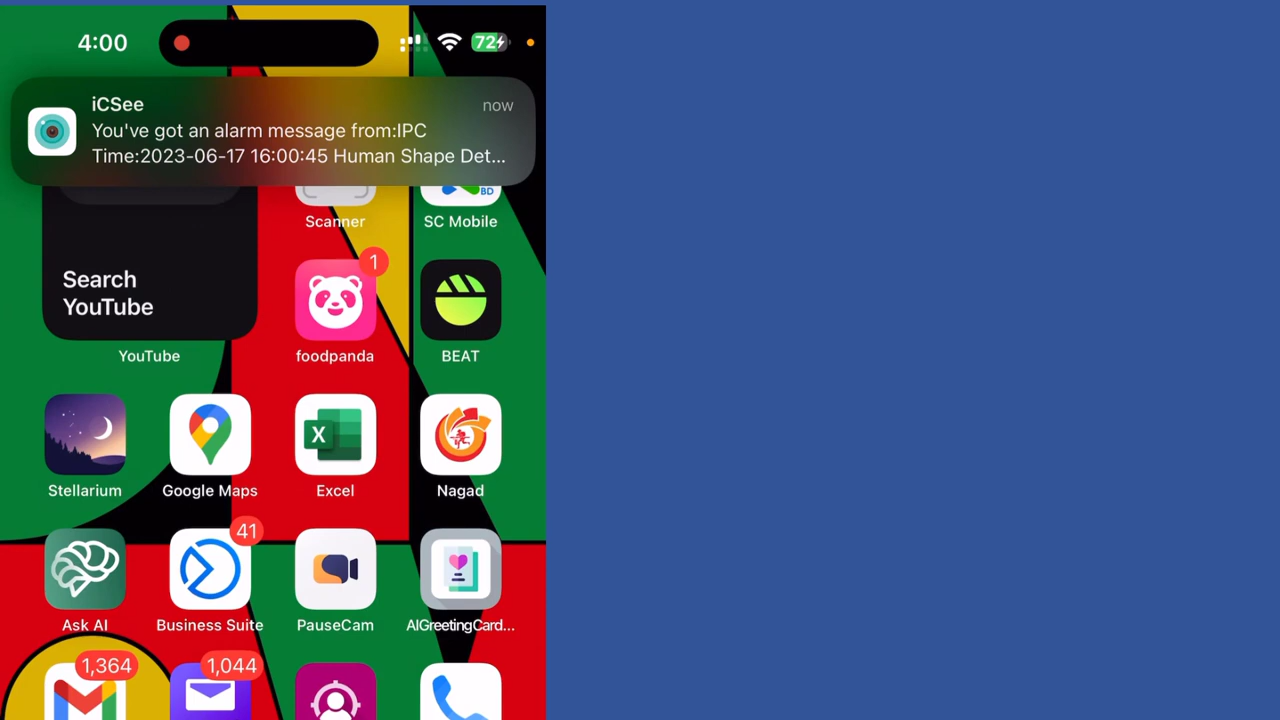 4:00
72
iCSee
now
You've got an alarm message from:IPC
Time:2023-06-17 16:00:45 Human Shape Det...
BD
Scanner
SC Mobile
1
Search
YouTube
YouTube
foodpanda
BEAT
X
Stellarium
Google Maps
Excel
Nagad
41
Ask AI
Business Suite
PauseCam
AIGreetingCard...
1,364
1,044